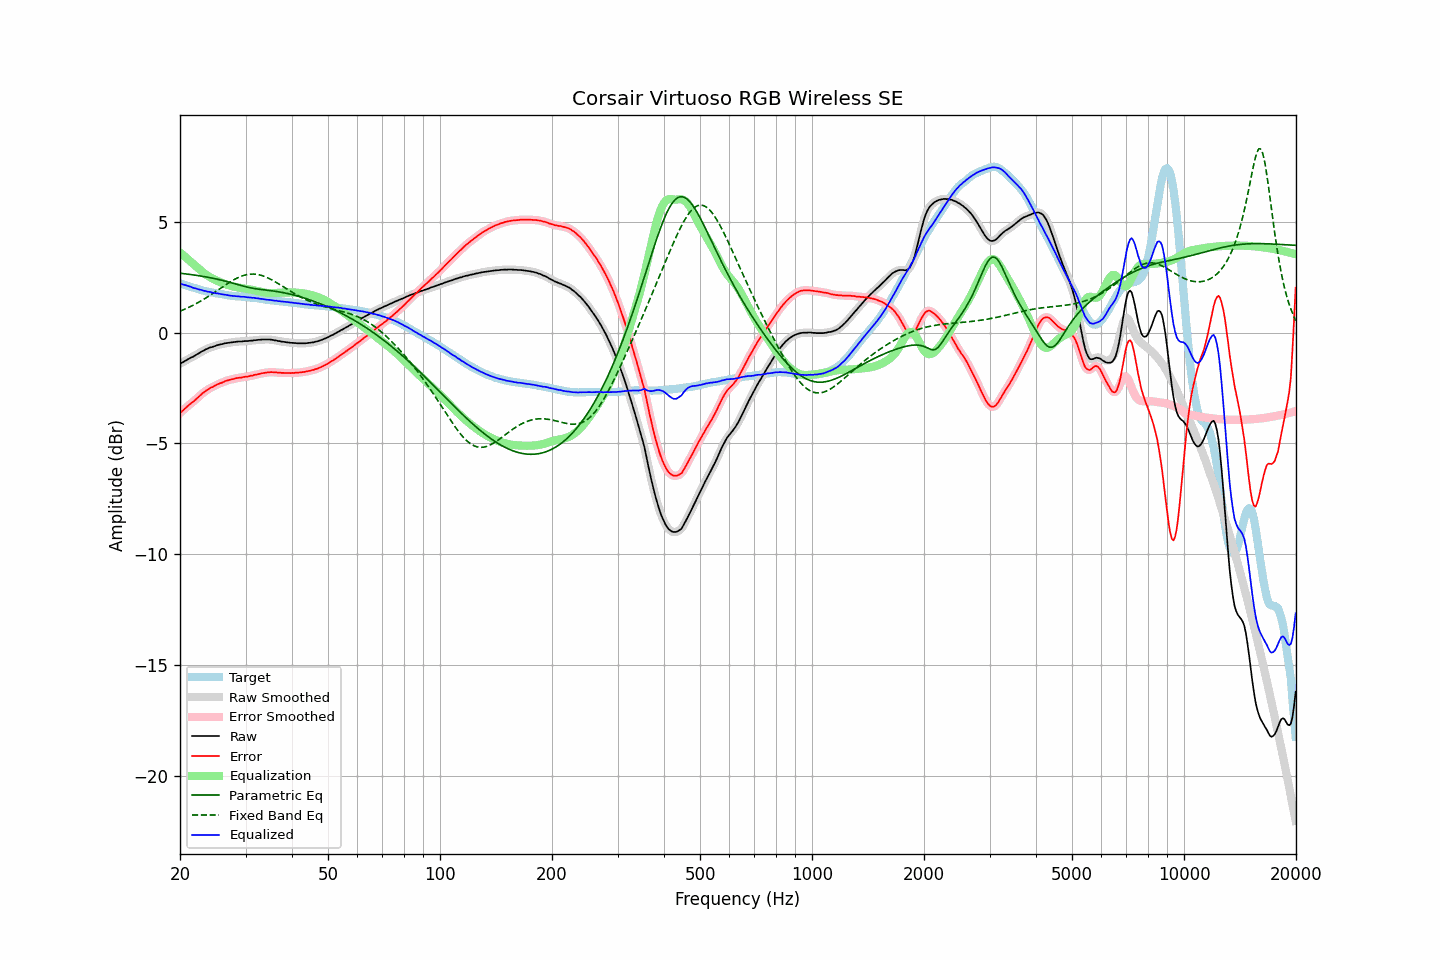 Corsair Virtuoso RGB Wireless SE
Amplitude (dBr)
5
0
−5
−10
−15
−20
Target
Raw Smoothed
Error Smoothed
Raw
Error
Equalization
Parametric Eq
Fixed Band Eq
Equalized
20 50 100 200 500 1000 2000 5000 10000 20000
Frequency (Hz)